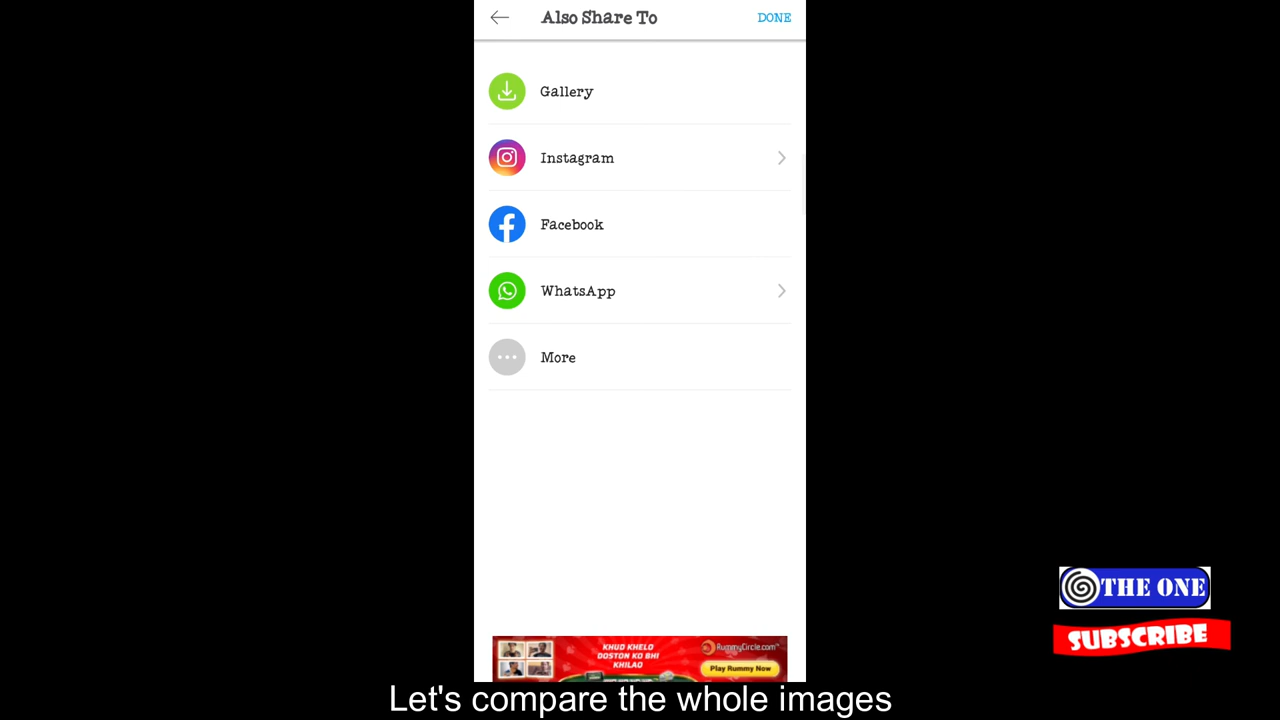 Also Share To
DONE
Gallery
Instagram
Facebook
WhatsApp
More
KHUD KHELO
DOSTON KO BHI
KHILAO
RummyCircle.com
Play Rummy Now
THE ONE
SUBSCRIBE
Let's compare the whole images